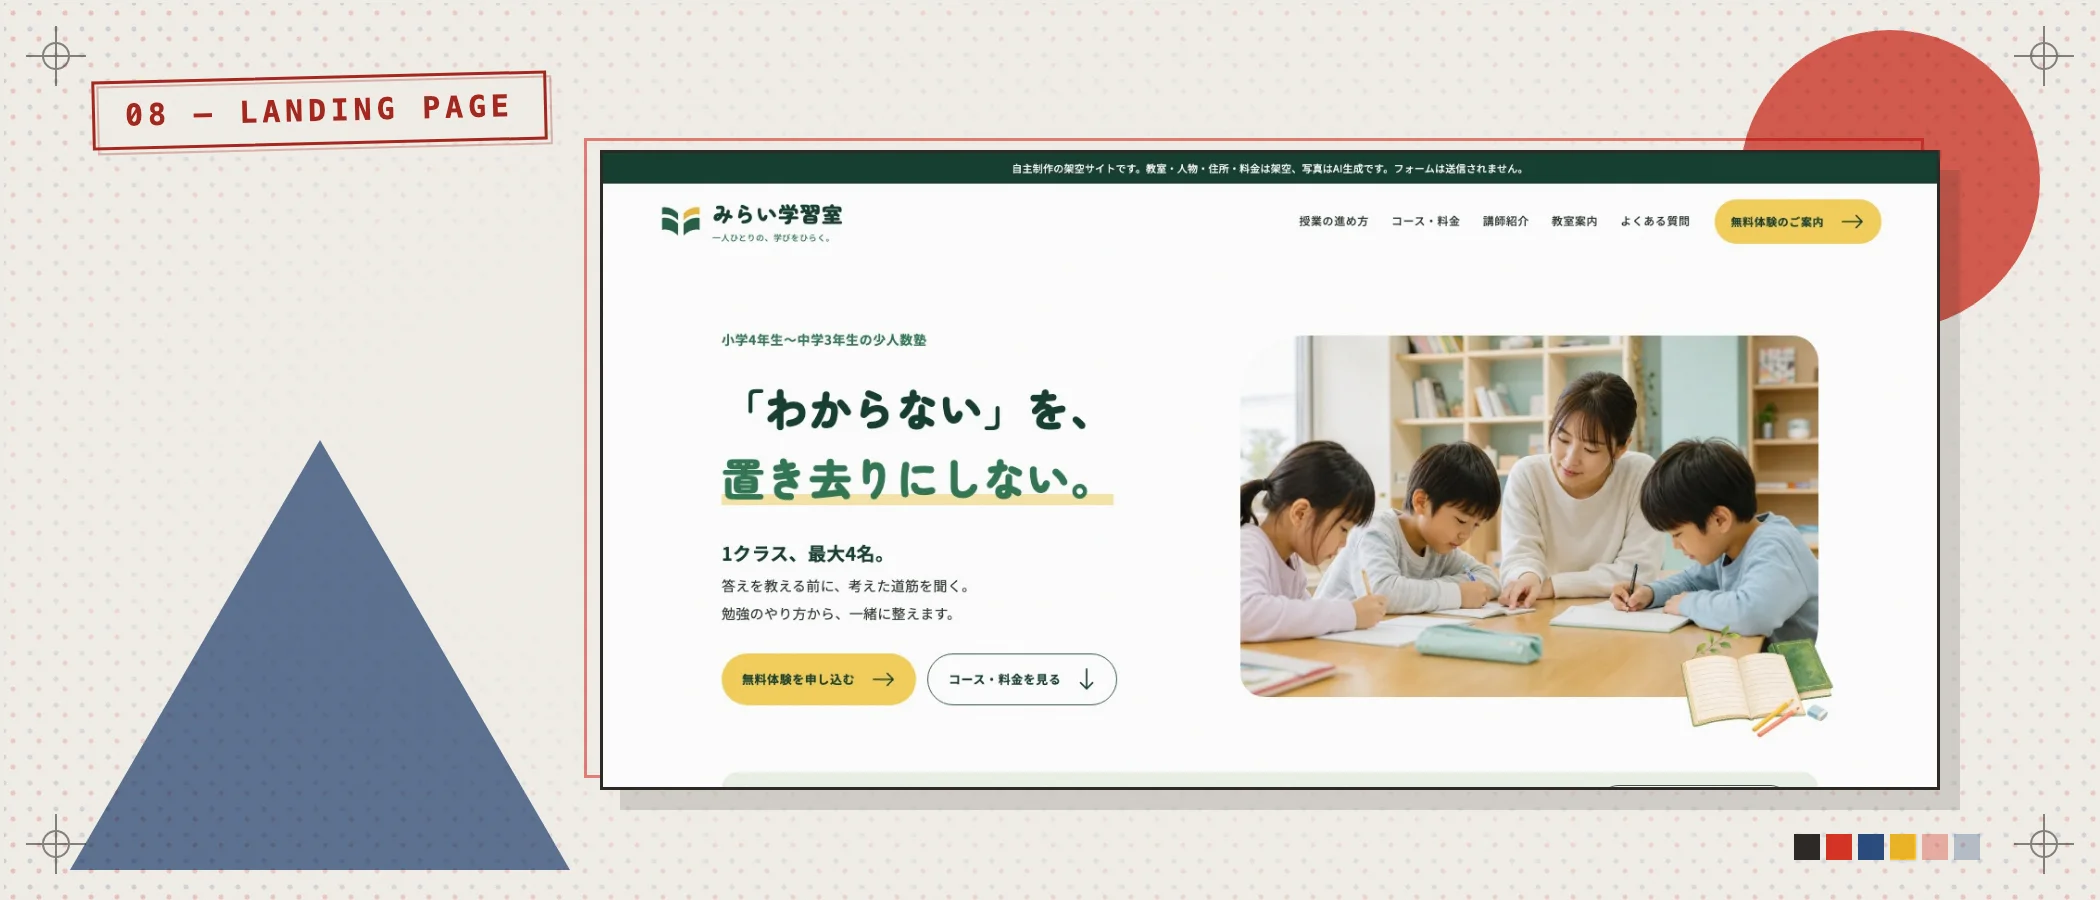 08 — LANDING PAGE
自主制作の架空サイトです。教室・人物・住所・料金は架空、写真はAI生成です。フォームは送信されません。
みらい学習室
一人ひとりの、学びをひらく。
授業の進め方 コース・料金 講師紹介 教室案内 よくある質問 無料体験のご案内
小学4年生〜中学3年生の少人数塾
「わからない」を、
置き去りにしない。
1クラス、最大4名。
答えを教える前に、考えた道筋を聞く。
勉強のやり方から、一緒に整えます。
無料体験を申し込む コース・料金を見る